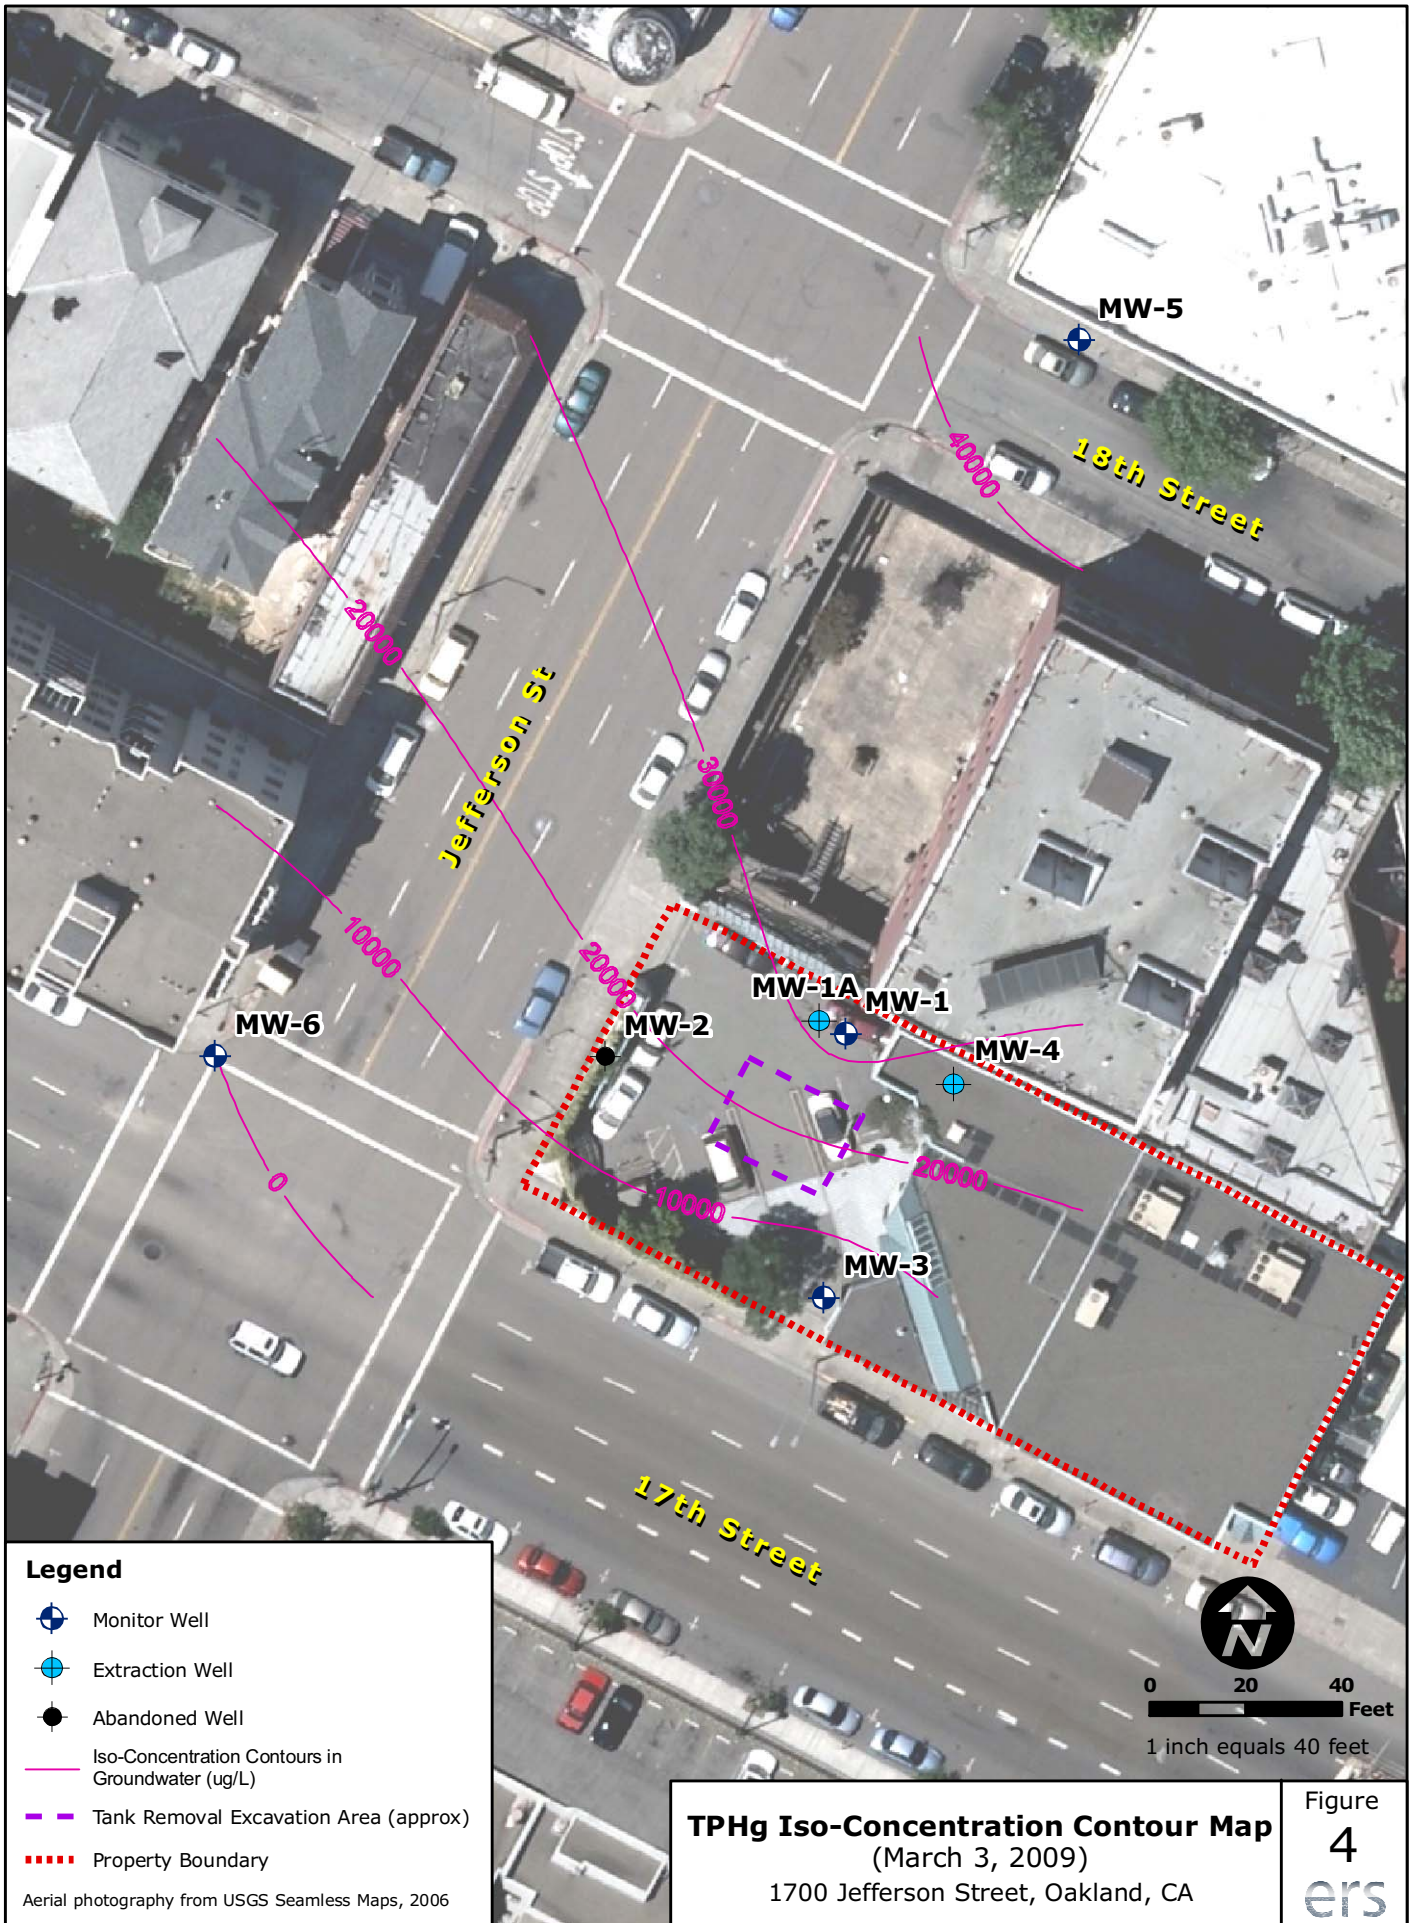 STOP STOP
MW-5
40000
18th Street
20000
Jefferson St
30000
10000
20000
MW-1A
MW-1
MW-6
MW-2
MW-4
0
20000
10000
MW-3
17th Street
Legend
Monitor Well
Extraction Well
Abandoned Well
Iso-Concentration Contours in
Groundwater (ug/L)
Tank Removal Excavation Area (approx)
Property Boundary
Aerial photography from USGS Seamless Maps, 2006
N
0 20 40
Feet
1 inch equals 40 feet
TPHg Iso-Concentration Contour Map
(March 3, 2009)
1700 Jefferson Street, Oakland, CA
Figure
4
ers